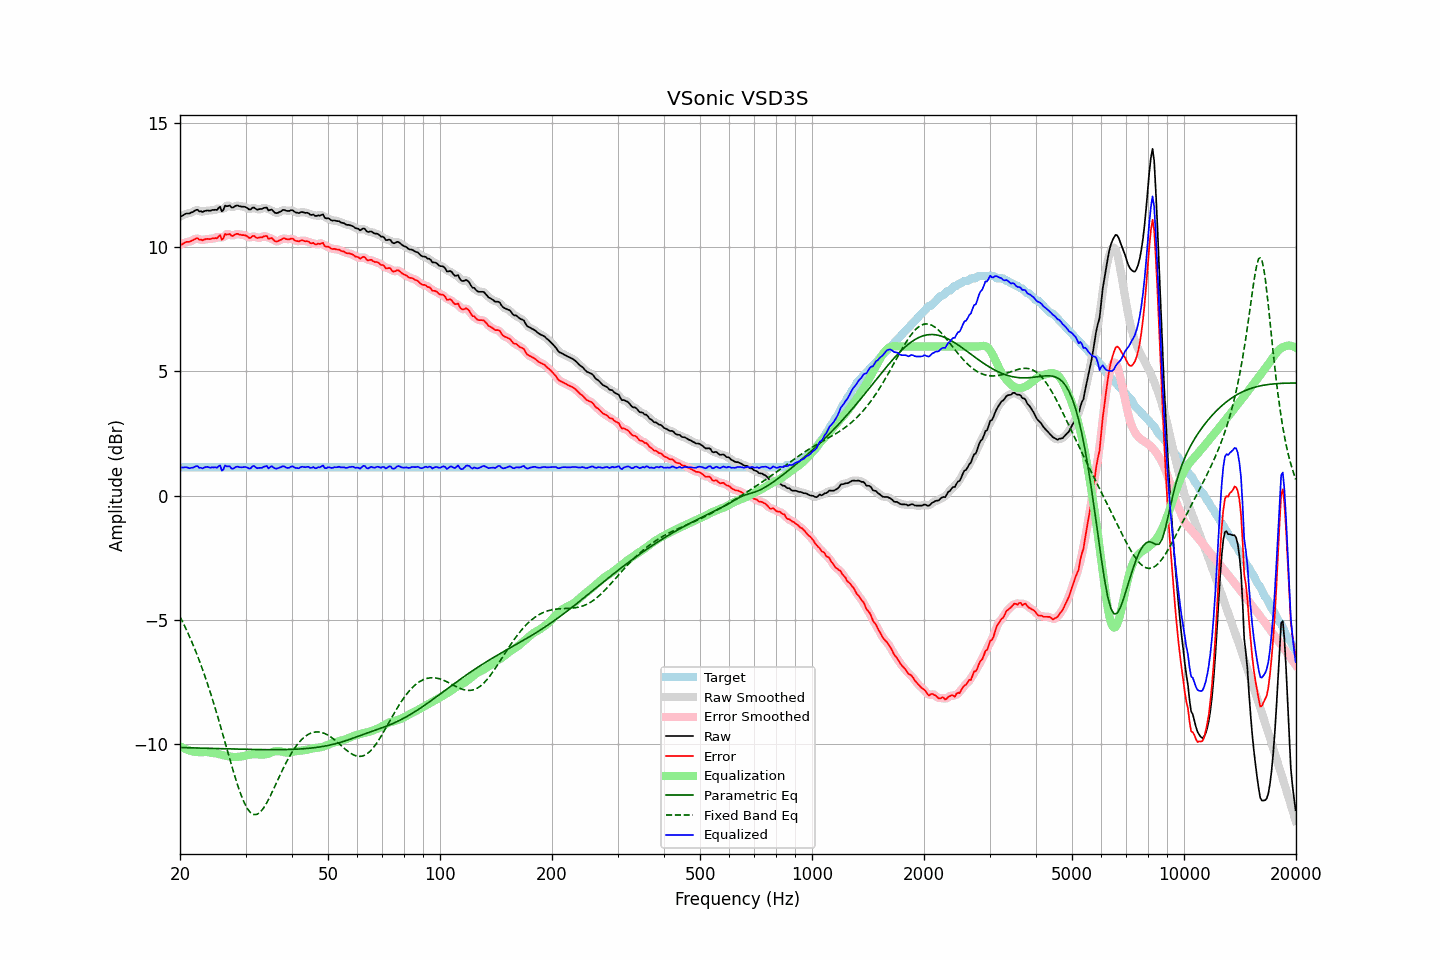 VSonic VSD3S
Amplitude (dBr)
15
10
5
0
−5
−10
Target
Raw Smoothed
Error Smoothed
Raw
Error
Equalization
Parametric Eq
Fixed Band Eq
Equalized
20 50 100 200 500 1000 2000 5000 10000 20000
Frequency (Hz)